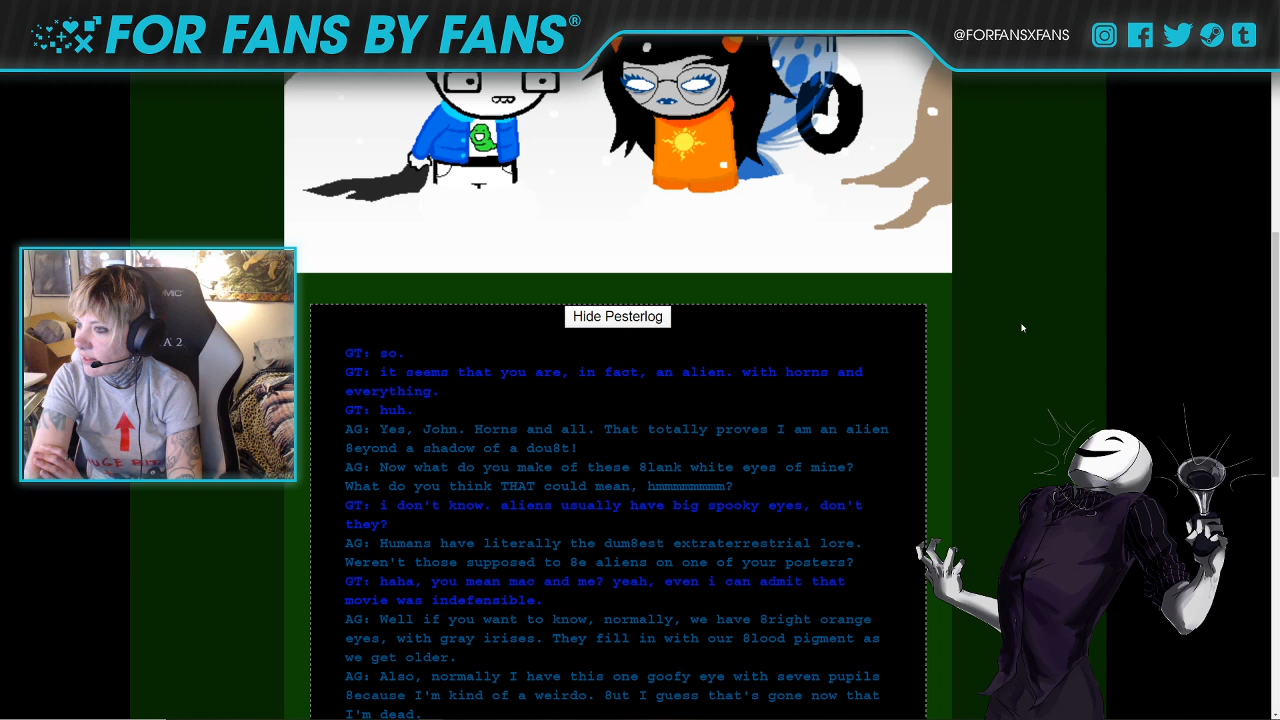 FOR FANS BY FANS®
@FORFANSXFANS
Hide Pesterlog
GT: so.
GT: it seems that you are, in fact, an alien. with horns and
everything.
GT: huh.
AG: Yes, John. Horns and all. That totally proves I am an alien
8eyond a shadow of a dou8t!
AG: Now what do you make of these 8lank white eyes of mine?
What do you think THAT could mean, hmmmmmmmm?
GT: i don't know. aliens usually have big spooky eyes, don't
they?
AG: Humans have literally the dum8est extraterrestrial lore.
Weren't those supposed to 8e aliens on one of your posters?
GT: haha, you mean mac and me? yeah, even i can admit that
movie was indefensible.
AG: Well if you want to know, normally, we have 8right orange
eyes, with gray irises. They fill in with our 8lood pigment as
we get older.
AG: Also, normally I have this one goofy eye with seven pupils
8ecause I'm kind of a weirdo. 8ut I guess that's gone now that
I'm dead.